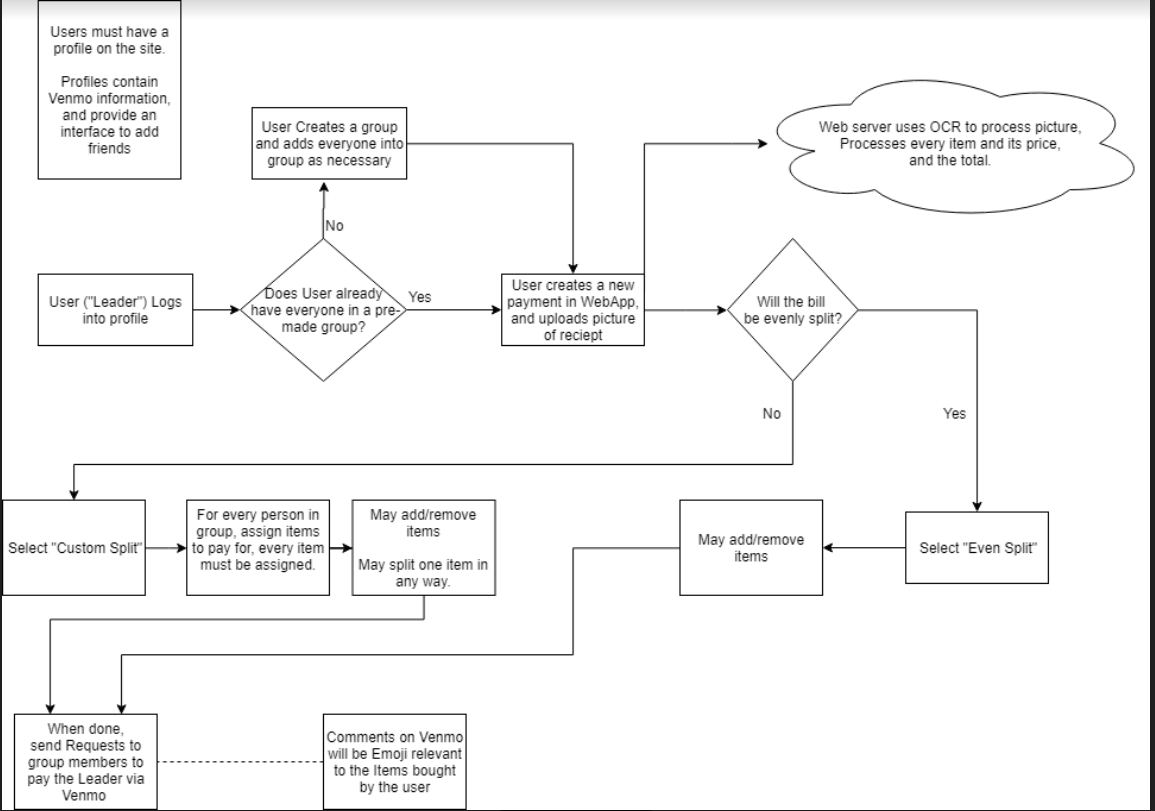 Users must have a
profile on the site.
Profiles contain
Venmo information,
and provide an
interface to add
friends
User Creates a group
and adds everyone into
group as necessary
Web server uses OCR to process picture,
Processes every item and its price,
and the total.
No
User ("Leader") Logs
into profile
Does User already
have everyone in a pre-
made group?
Yes
User creates a new
payment in WebApp,
and uploads picture
of reciept
Will the bill
be evenly split?
No
Yes
Select "Custom Split"
For every person in
group, assign items
to pay for, every item
must be assigned.
May add/remove
items
May split one item in
any way.
May add/remove
items
Select "Even Split"
When done,
send Requests to
group members to
pay the Leader via
Venmo
Comments on Venmo
will be Emoji relevant
to the Items bought
by the user